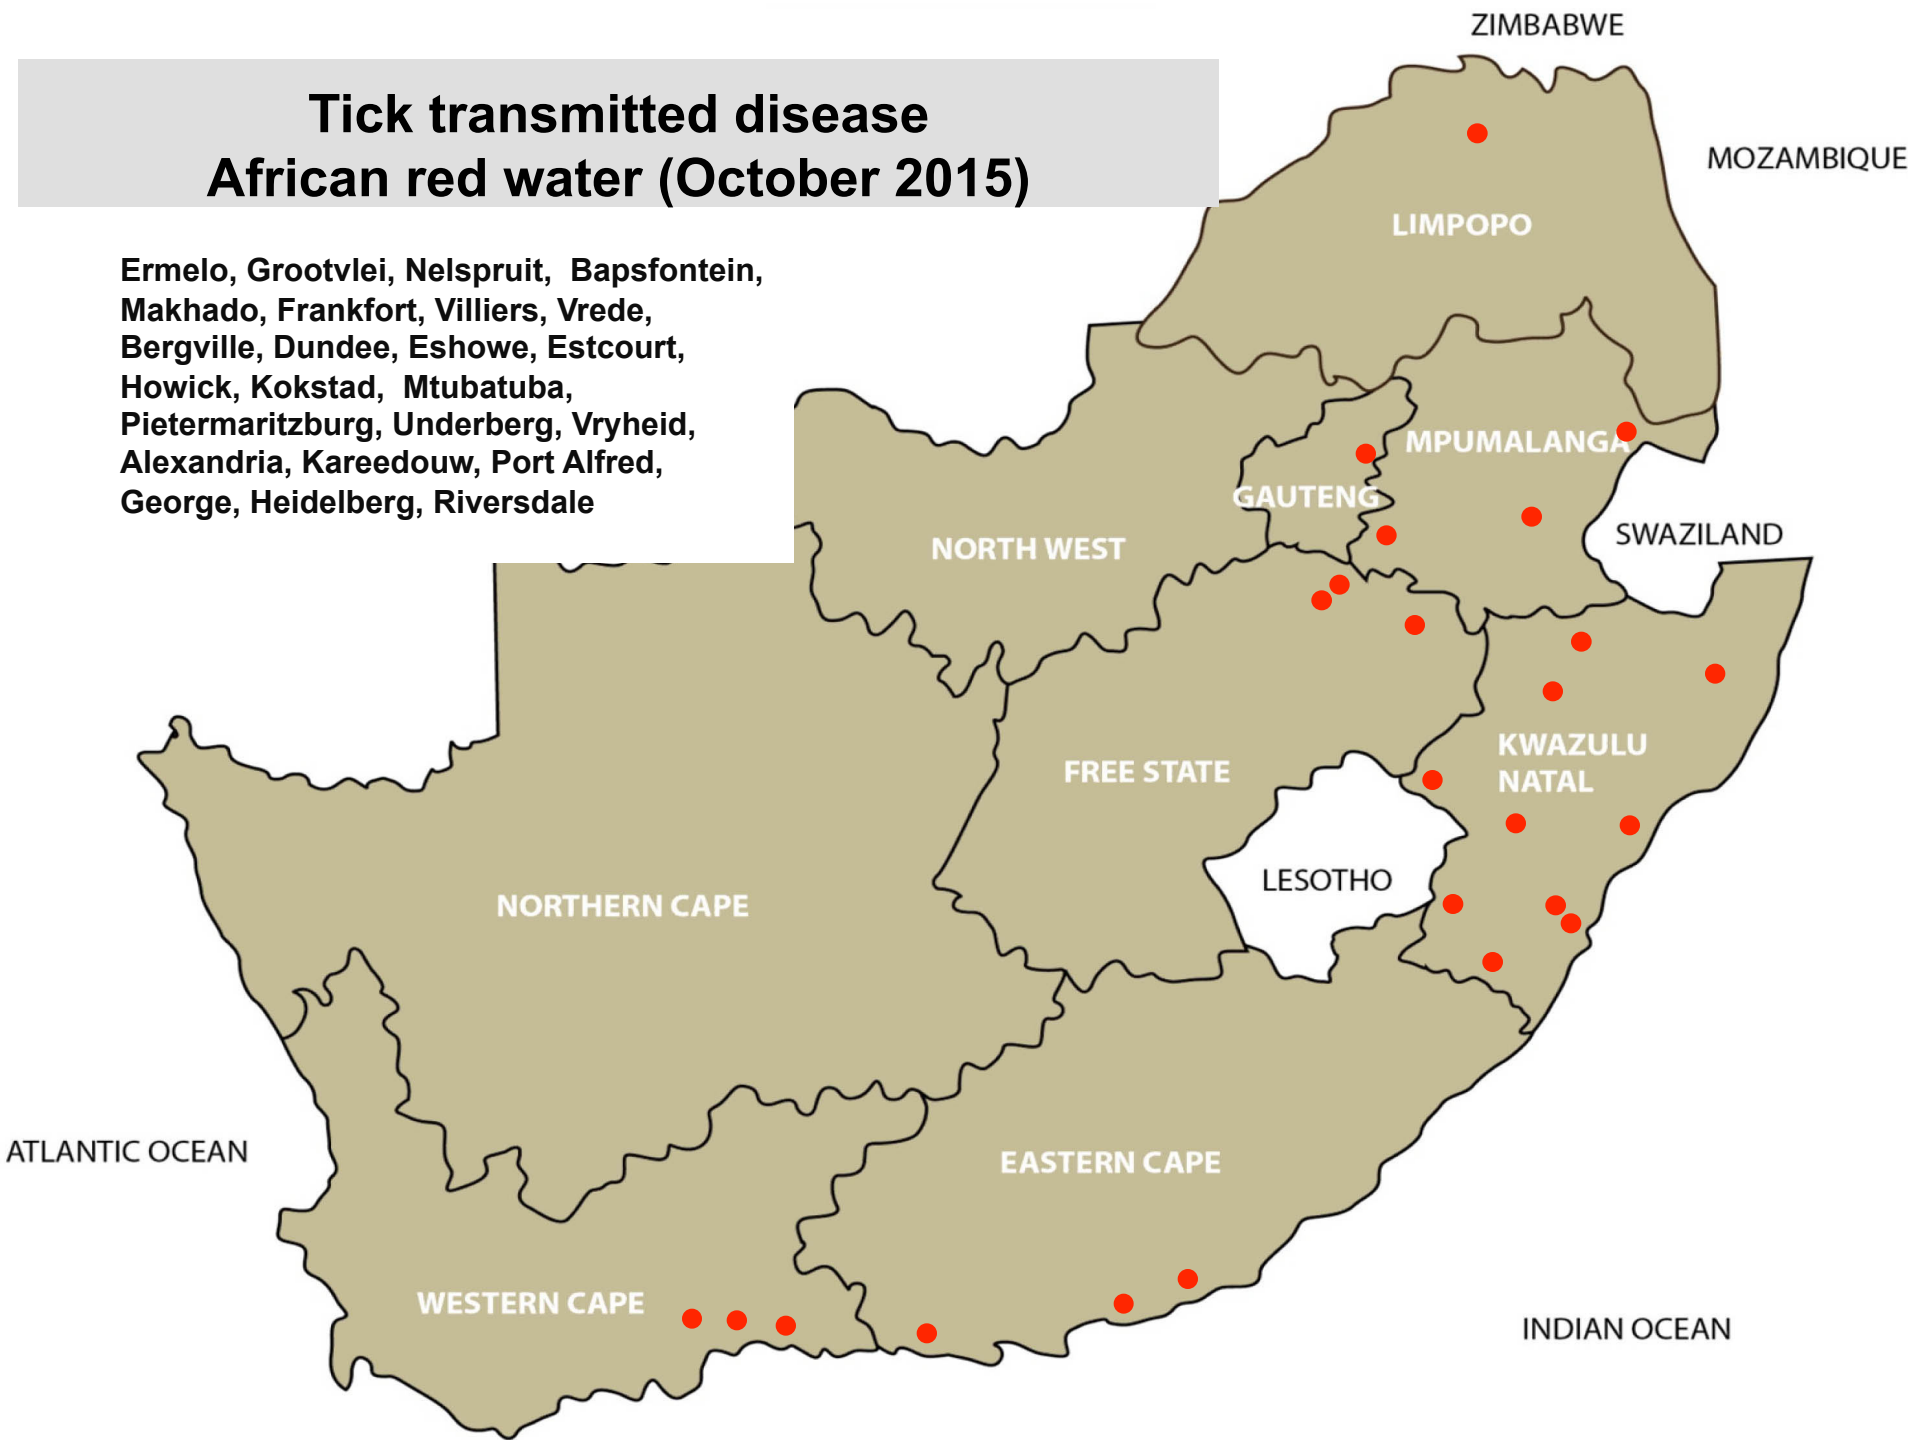 ZIMBABWE
Tick transmitted disease
African red water (October 2015)
MOZAMBIQUE
LIMPOPO
Ermelo, Grootvlei, Nelspruit,  Bapsfontein,
Makhado, Frankfort, Villiers, Vrede,
Bergville, Dundee, Eshowe, Estcourt,
Howick, Kokstad,  Mtubatuba,
Pietermaritzburg, Underberg, Vryheid,
Alexandria, Kareedouw, Port Alfred,
George, Heidelberg, Riversdale
MPUMALANGA
GAUTENG
SWAZILAND
NORTH WEST
KWAZULU
NATAL
FREE STATE
LESOTHO
NORTHERN CAPE
ATLANTIC OCEAN
EASTERN CAPE
WESTERN CAPE
INDIAN OCEAN